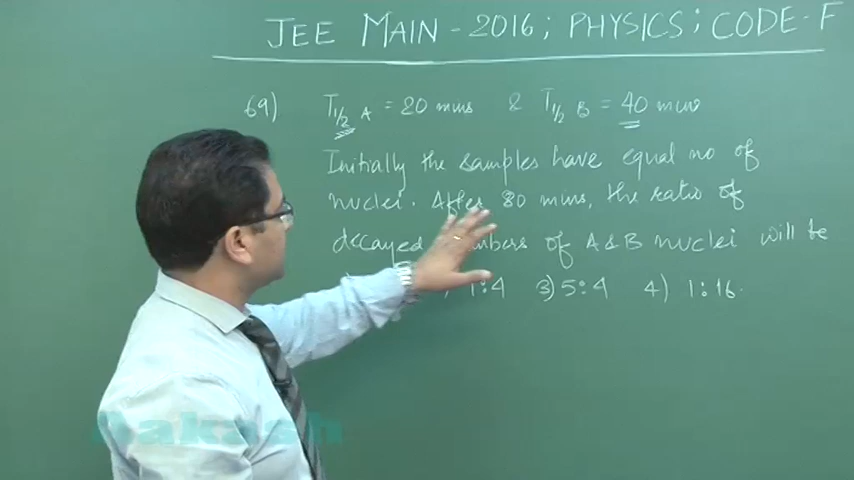 JEE MAIN - 2016 ; PHYSICS ; CODE - F
69) T1/2 A = 20 mins & T1/2 B = 40 mins
Initially the samples have equal no of
nuclei. After 80 mins, the ratio of
decayed numbers of A & B nuclei will be
1:4 3) 5:4 4) 1:16.
Aakash